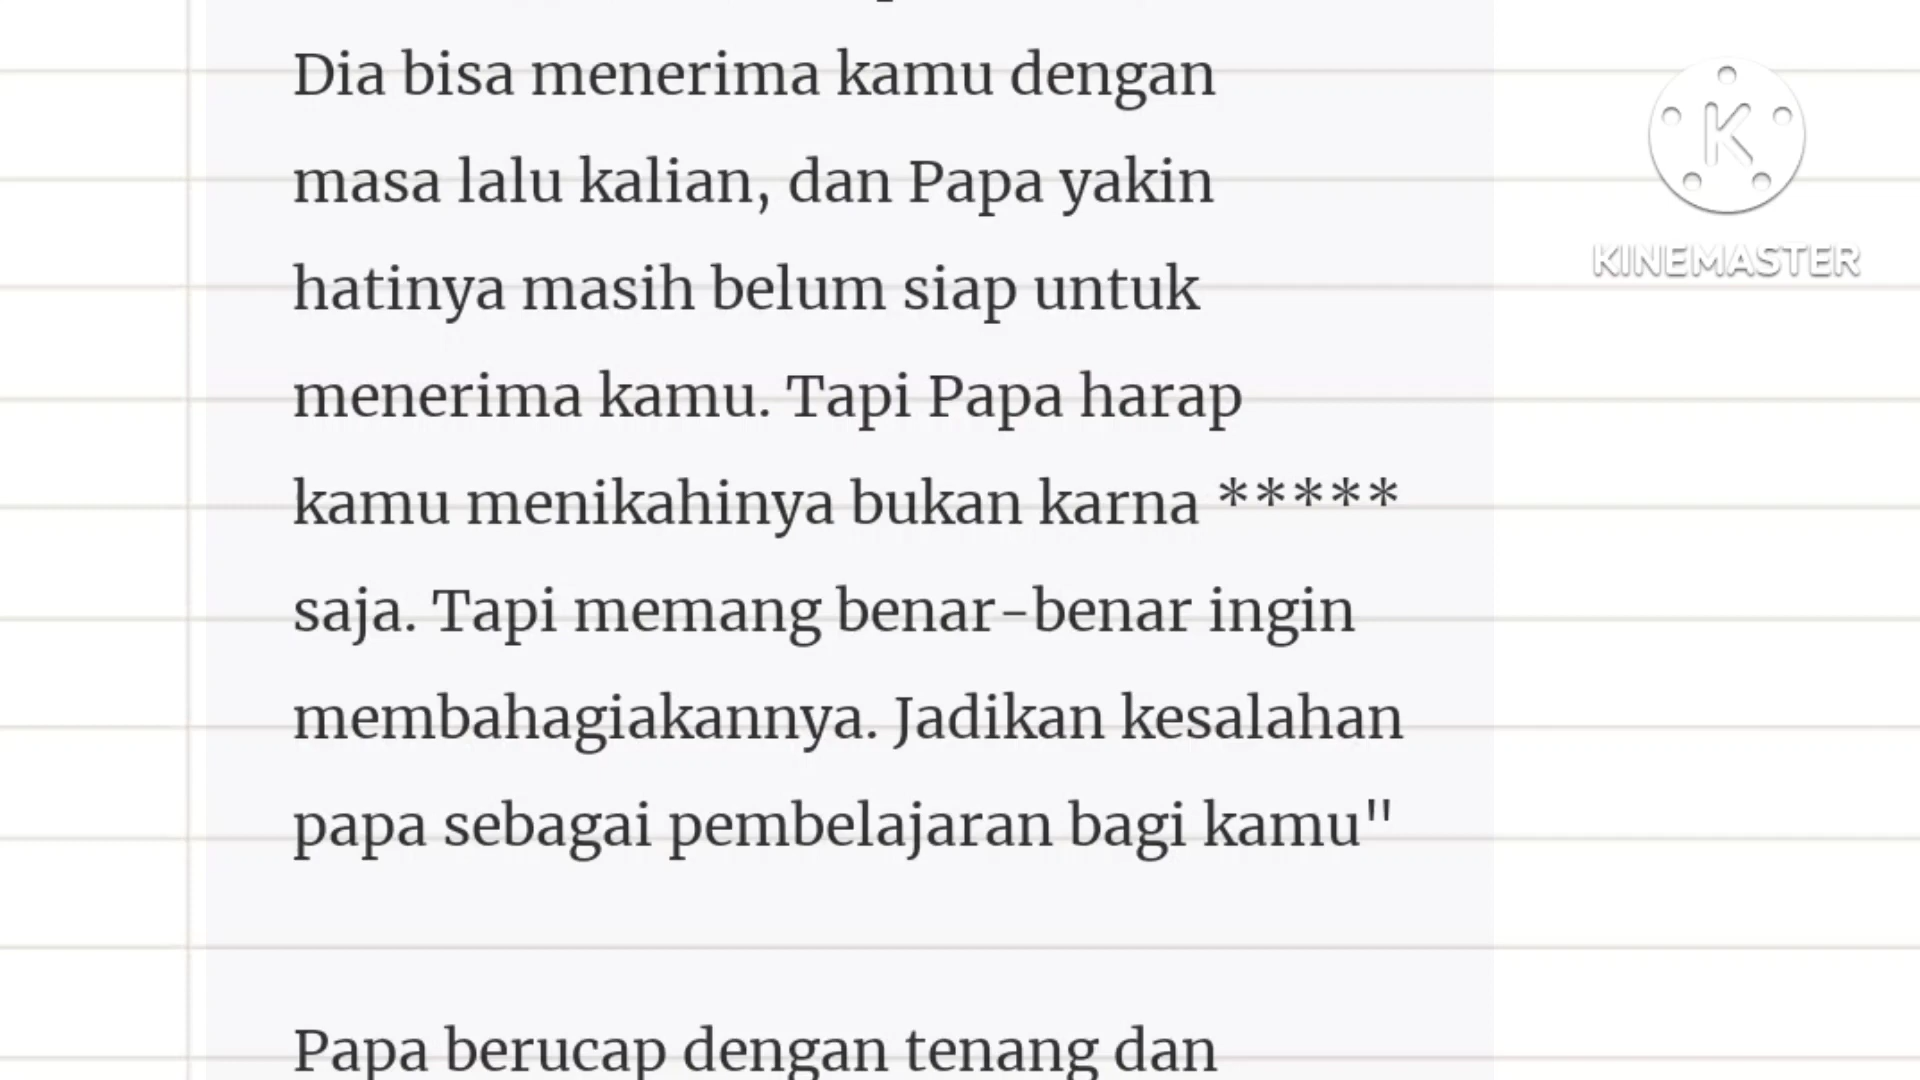 Dia bisa menerima kamu dengan
masa lalu kalian, dan Papa yakin
hatinya masih belum siap untuk
menerima kamu. Tapi Papa harap
kamu menikahinya bukan karna *****
saja. Tapi memang benar-benar ingin
membahagiakannya. Jadikan kesalahan
papa sebagai pembelajaran bagi kamu"
Papa berucap dengan tenang dan
K
KINEMASTER